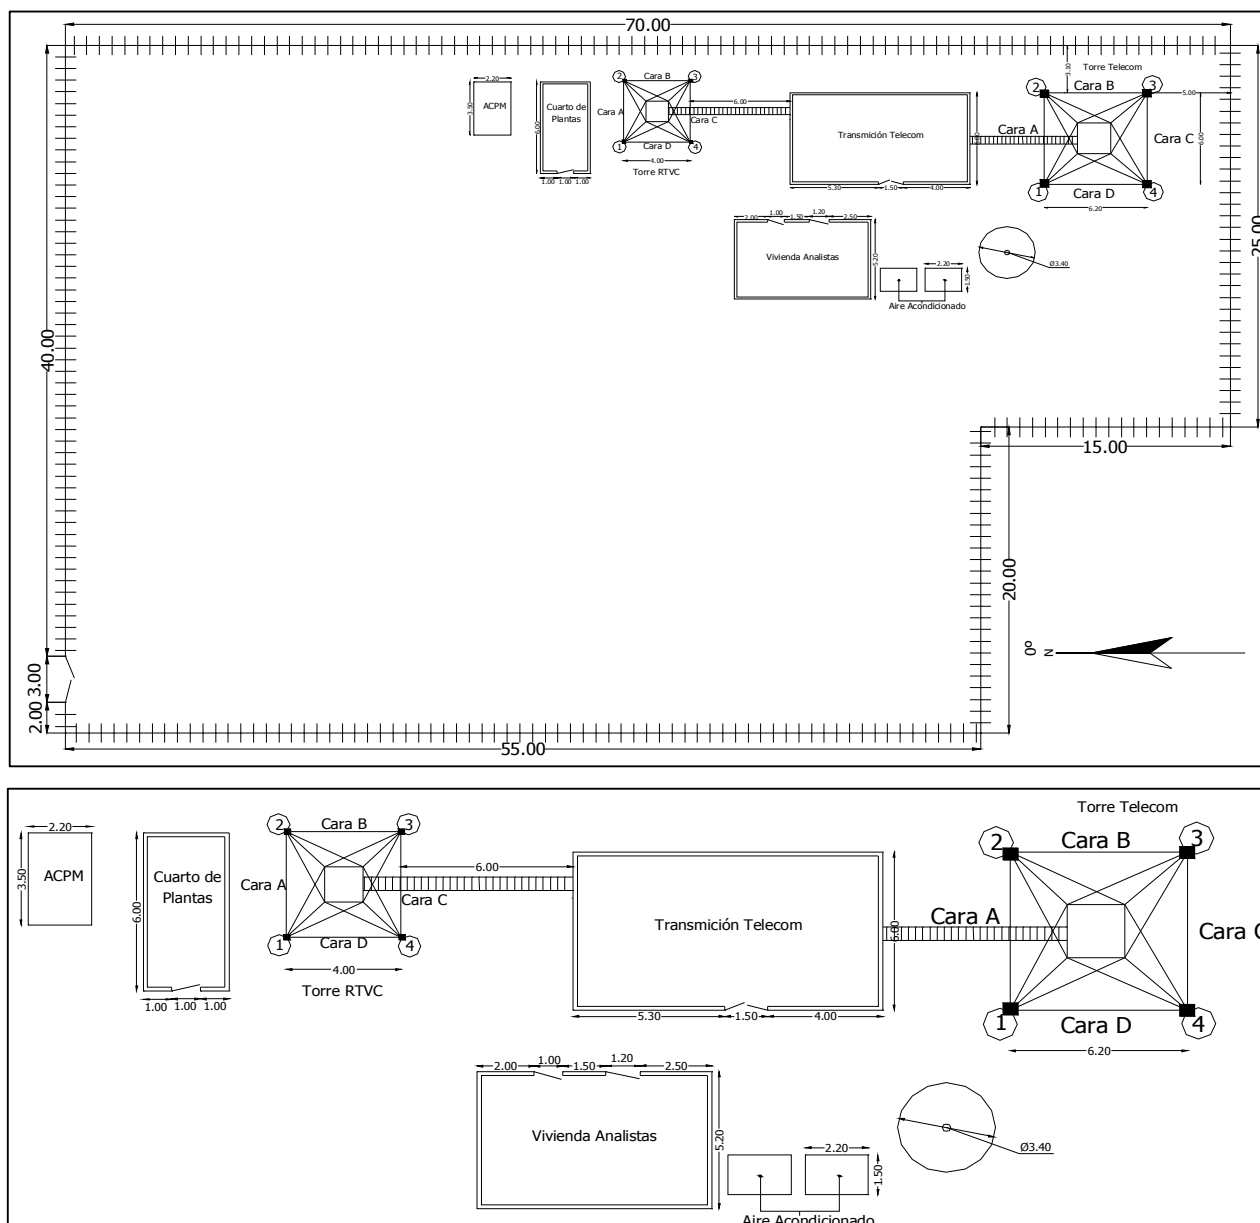 70.00
Torre Telecom
2.20
2 Cara B 3
3.10
2 Cara B 3
5.00
3.50
ACPM
6.00
Cuarto de
Plantas
Cara A
6.00
Cara C
Transmición Telecom
6.00
Cara A
Cara C
6.00
1 Cara D 4
4.00
Torre RTVC
1.00 1.00 1.00
5.30 1.50 4.00
1 Cara D 4
6.20
25.00
2.00 1.00 1.50 1.20 2.50
Vivienda Analistas
5.20
2.20
1.50
Ø3.40
Aire Acondicionado
40.00
15.00
20.00
0º
N
3.00
2.00
55.00
Torre Telecom
2.20
2 Cara B 3
2 Cara B 3
3.50
ACPM
6.00
Cuarto de
Plantas
Cara A
6.00
Cara C
Transmición Telecom
6.00
Cara A
Cara C
1 Cara D 4
4.00
Torre RTVC
1.00 1.00 1.00
5.30 1.50 4.00
1 Cara D 4
6.20
2.00 1.00 1.50 1.20 2.50
Vivienda Analistas
5.20
2.20
1.50
Ø3.40
Aire Acondicionado